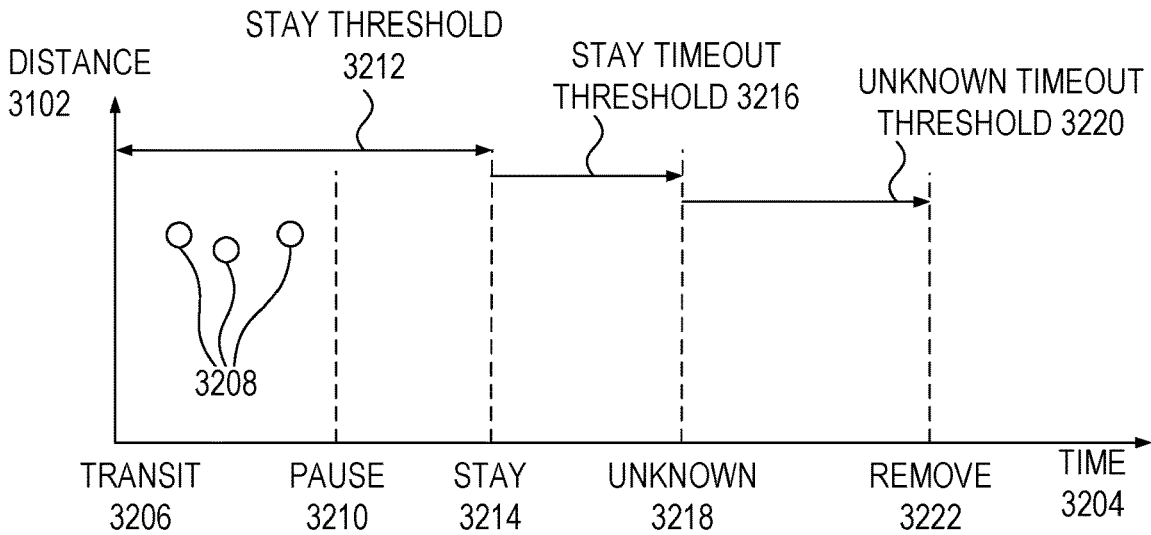 STAY THRESHOLD
3212
DISTANCE
3102
STAY TIMEOUT
THRESHOLD 3216
UNKNOWN TIMEOUT
THRESHOLD 3220
3208
TRANSIT
3206
PAUSE
3210
STAY
3214
UNKNOWN
3218
REMOVE
3222
TIME
3204